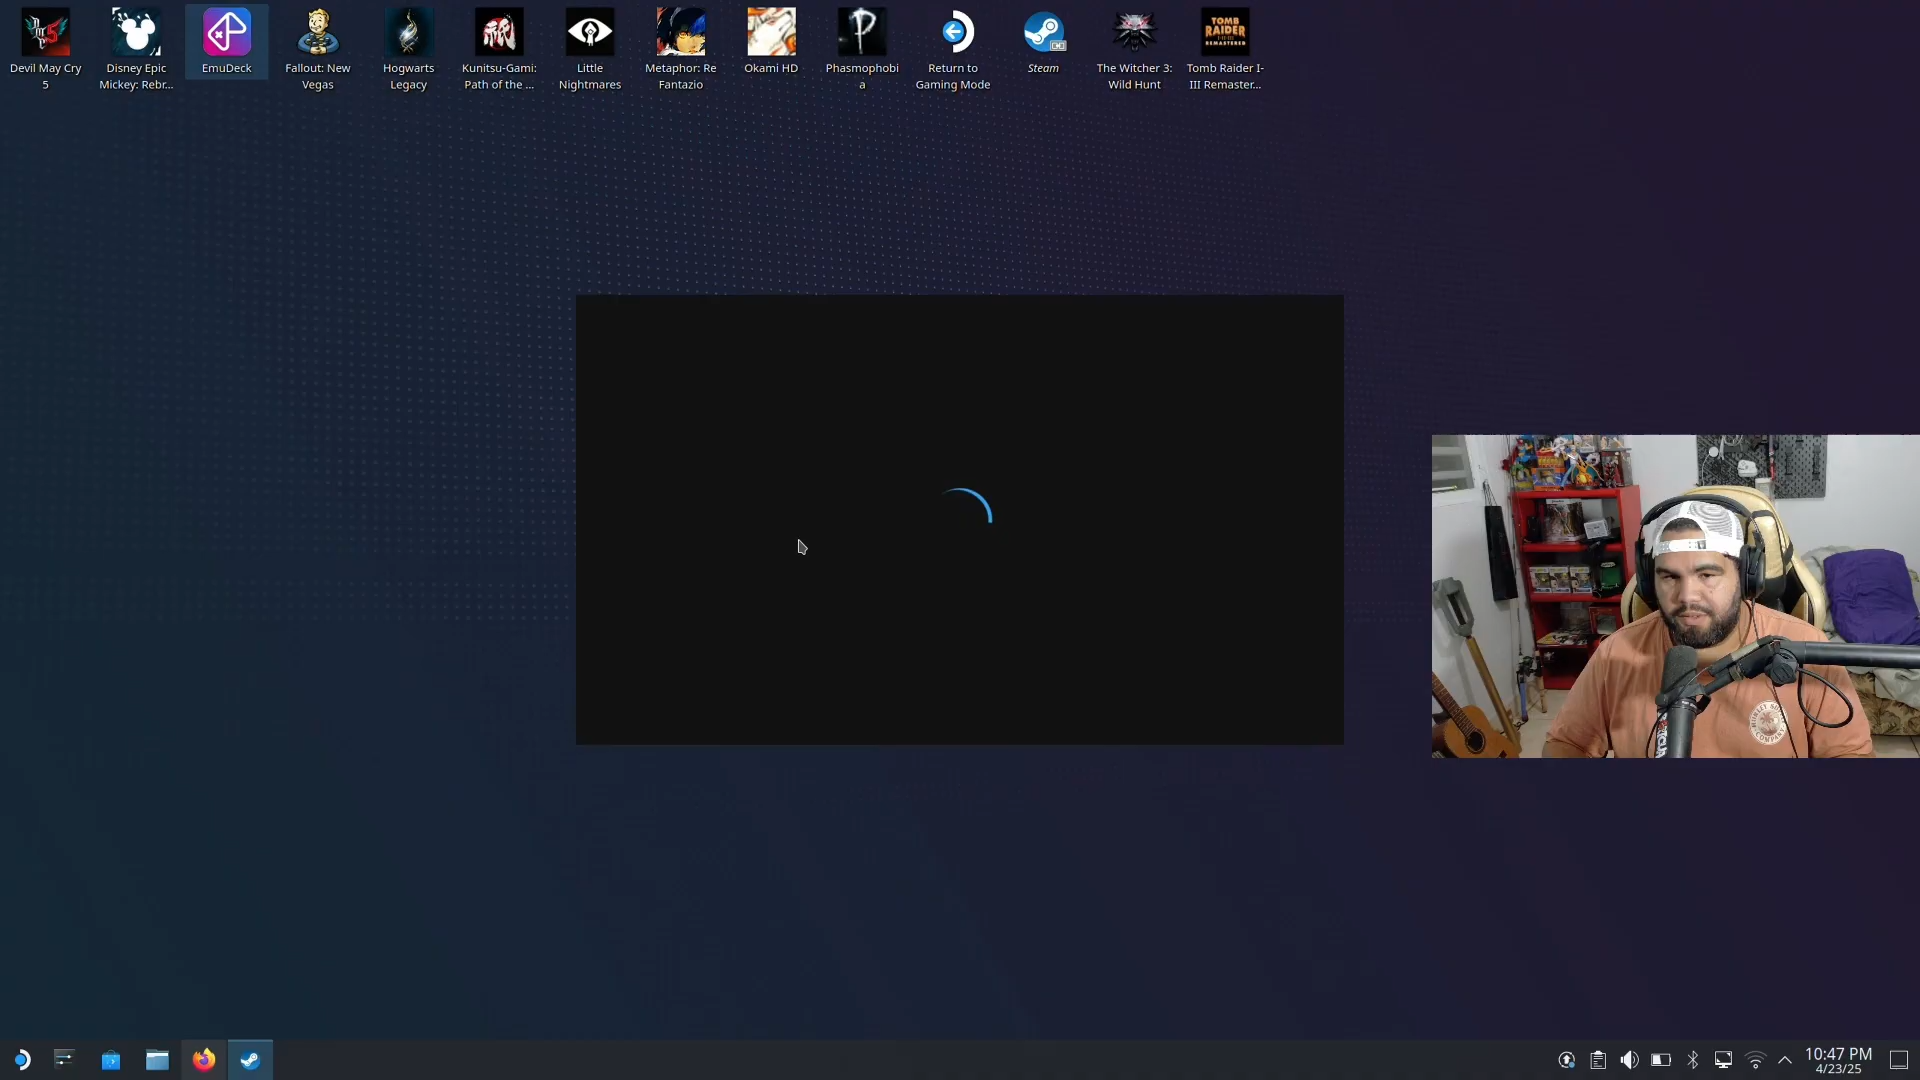 Devil May Cry
5
Disney Epic
Mickey: Rebr...
EmuDeck
Fallout: New
Vegas
Hogwarts
Legacy
Kunitsu-Gami:
Path of the ...
Little
Nightmares
Metaphor: Re
Fantazio
Okami HD
Phasmophobi
a
Return to
Gaming Mode
Steam
The Witcher 3:
Wild Hunt
TOMB
RAIDER
Tomb Raider I-
III Remaster...
10:47 PM
4/23/25